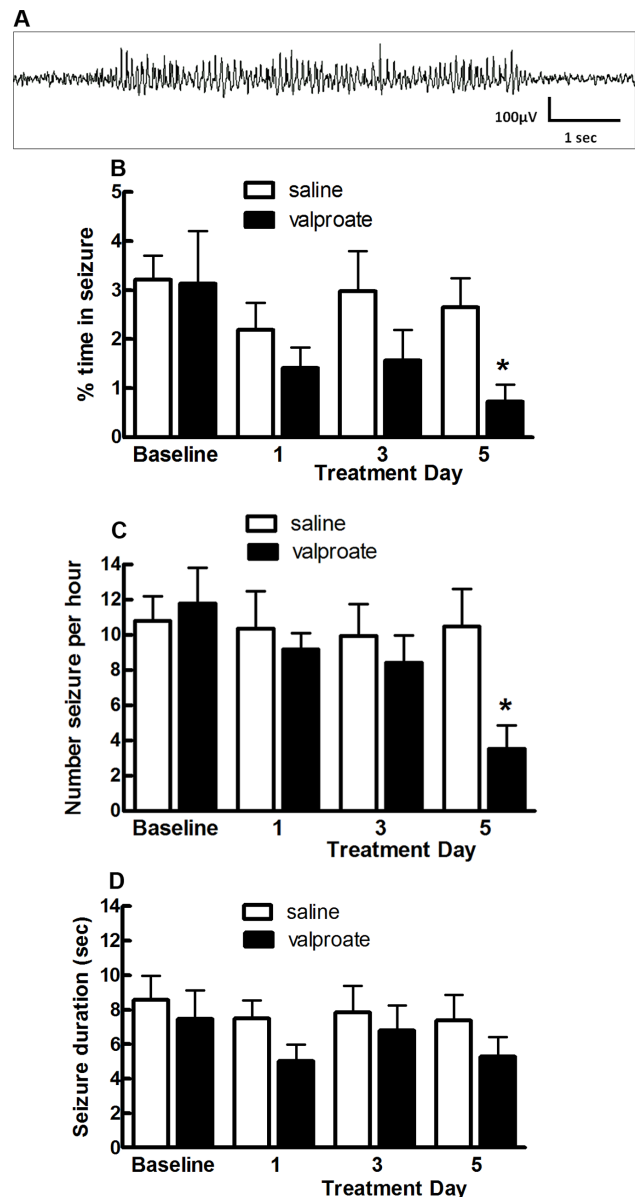 A
100µV
1 sec
B
saline
valproate
% time in seizure
5
4
3
2
1
0
*
Baseline 1 3 5
Treatment Day
C
saline
valproate
Number seizure per hour
14
12
10
8
6
4
2
0
*
Baseline 1 3 5
Treatment Day
D
saline
valproate
Seizure duration (sec)
14
12
10
8
6
4
2
0
Baseline 1 3 5
Treatment Day